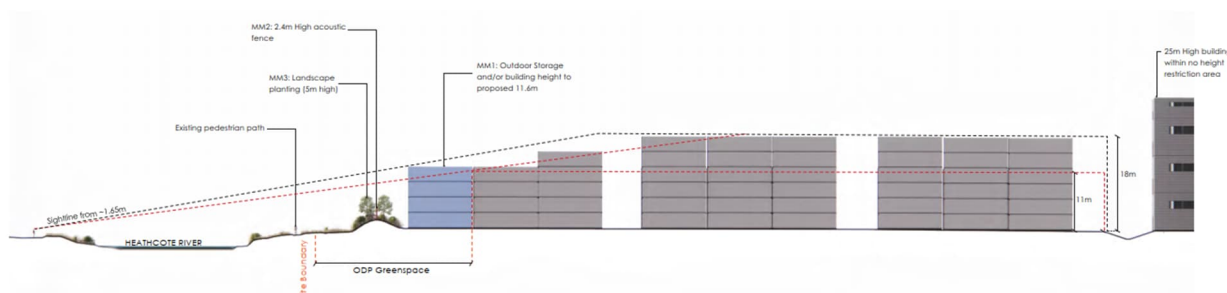 MM2: 2.4m High acoustic
fence
MM3: Landscape
planting (5m high)
Existing pedestrian path
MM1: Outdoor Storage
and/or building height to
proposed 11.6m
25m High buildin
within no height
restriction area
Sightline from ~1.65m
HEATHCOTE RIVER
te Boundary
ODP Greenspace
11m
18m